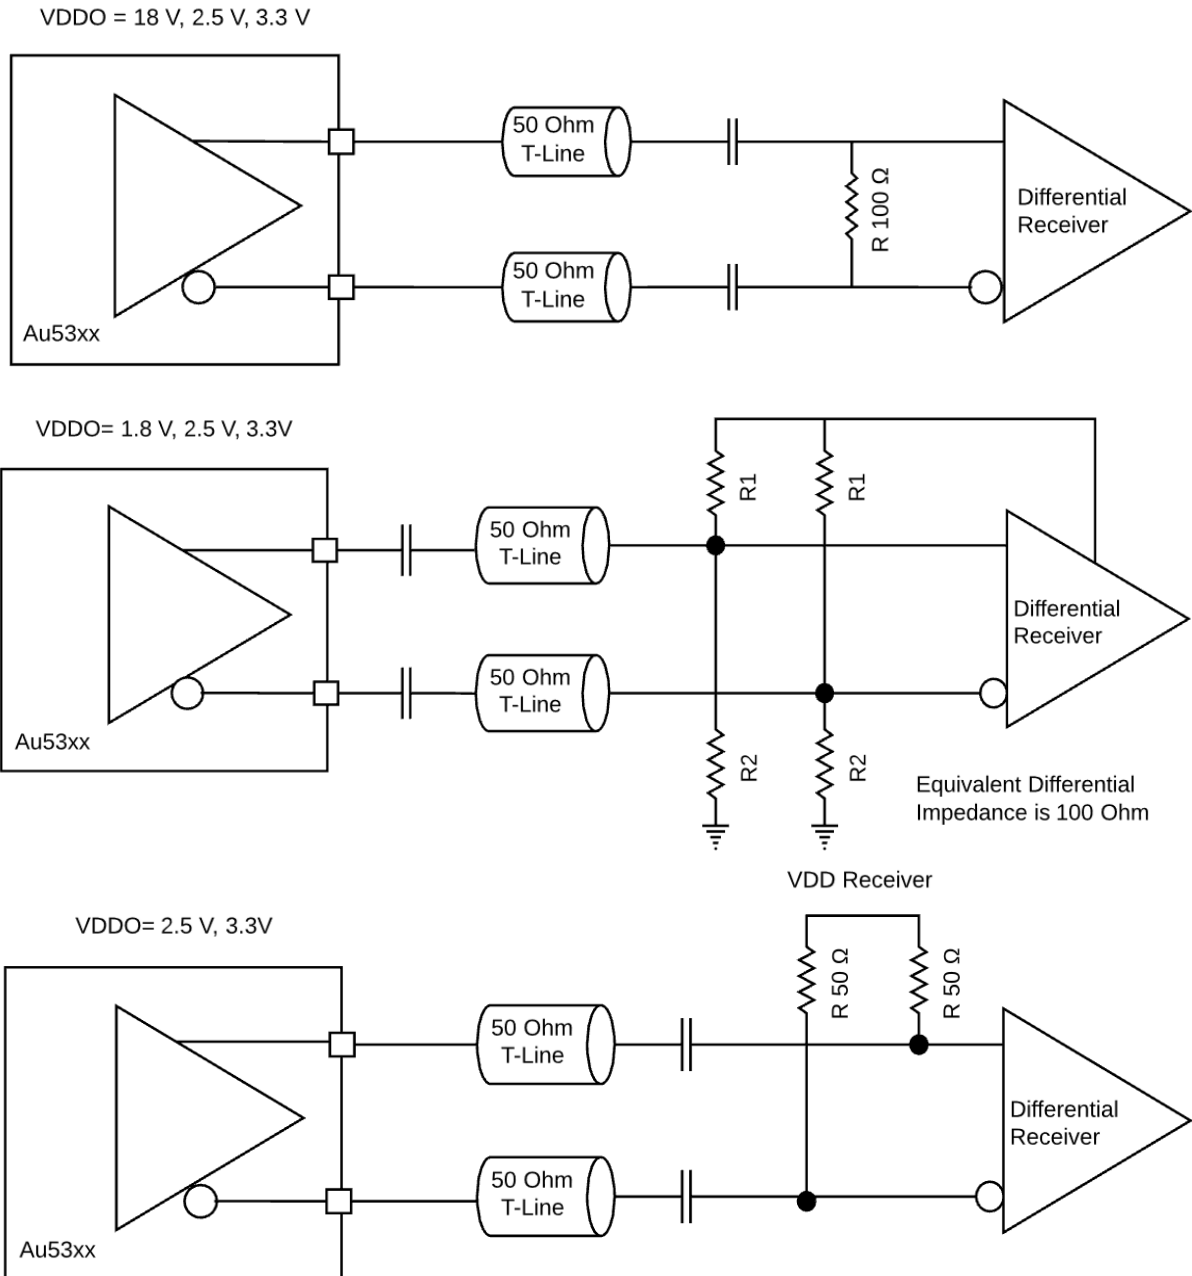 VDDO = 18 V, 2.5 V, 3.3 V
50 Ohm
T-Line
R 100 Ω
Differential
Receiver
50 Ohm
T-Line
Au53xx
VDDO= 1.8 V, 2.5 V, 3.3V
R1
R1
50 Ohm
T-Line
Differential
Receiver
50 Ohm
T-Line
Au53xx
R2
R2
Equivalent Differential
Impedance is 100 Ohm
VDD Receiver
VDDO= 2.5 V, 3.3V
R 50 Ω
R 50 Ω
50 Ohm
T-Line
Differential
Receiver
50 Ohm
T-Line
Au53xx